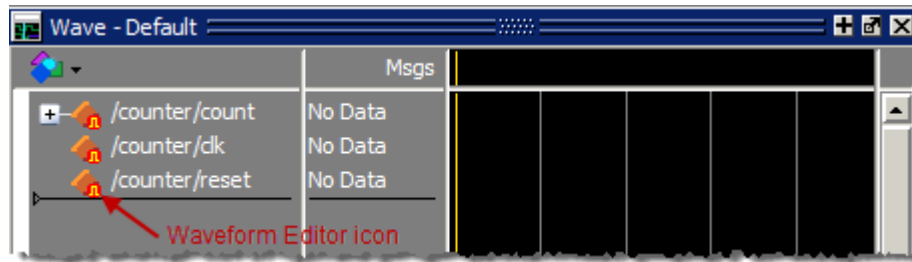 Wave - Default
Msgs
/counter/count No Data
/counter/clk No Data
/counter/reset No Data
Waveform Editor icon